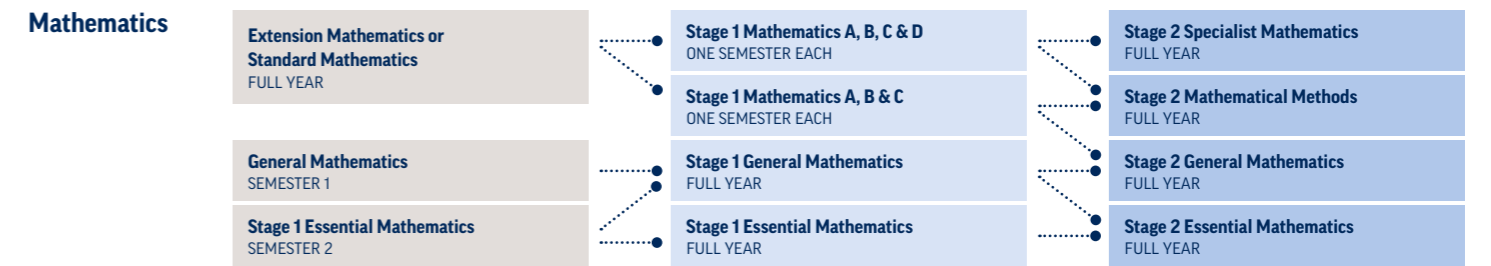 Mathematics
Extension Mathematics or
Standard Mathematics
FULL YEAR
Stage 1 Mathematics A, B, C & D
ONE SEMESTER EACH
Stage 2 Specialist Mathematics
FULL YEAR
Stage 1 Mathematics A, B & C
ONE SEMESTER EACH
Stage 2 Mathematical Methods
FULL YEAR
General Mathematics
SEMESTER 1
Stage 1 General Mathematics
FULL YEAR
Stage 2 General Mathematics
FULL YEAR
Stage 1 Essential Mathematics
SEMESTER 2
Stage 1 Essential Mathematics
FULL YEAR
Stage 2 Essential Mathematics
FULL YEAR